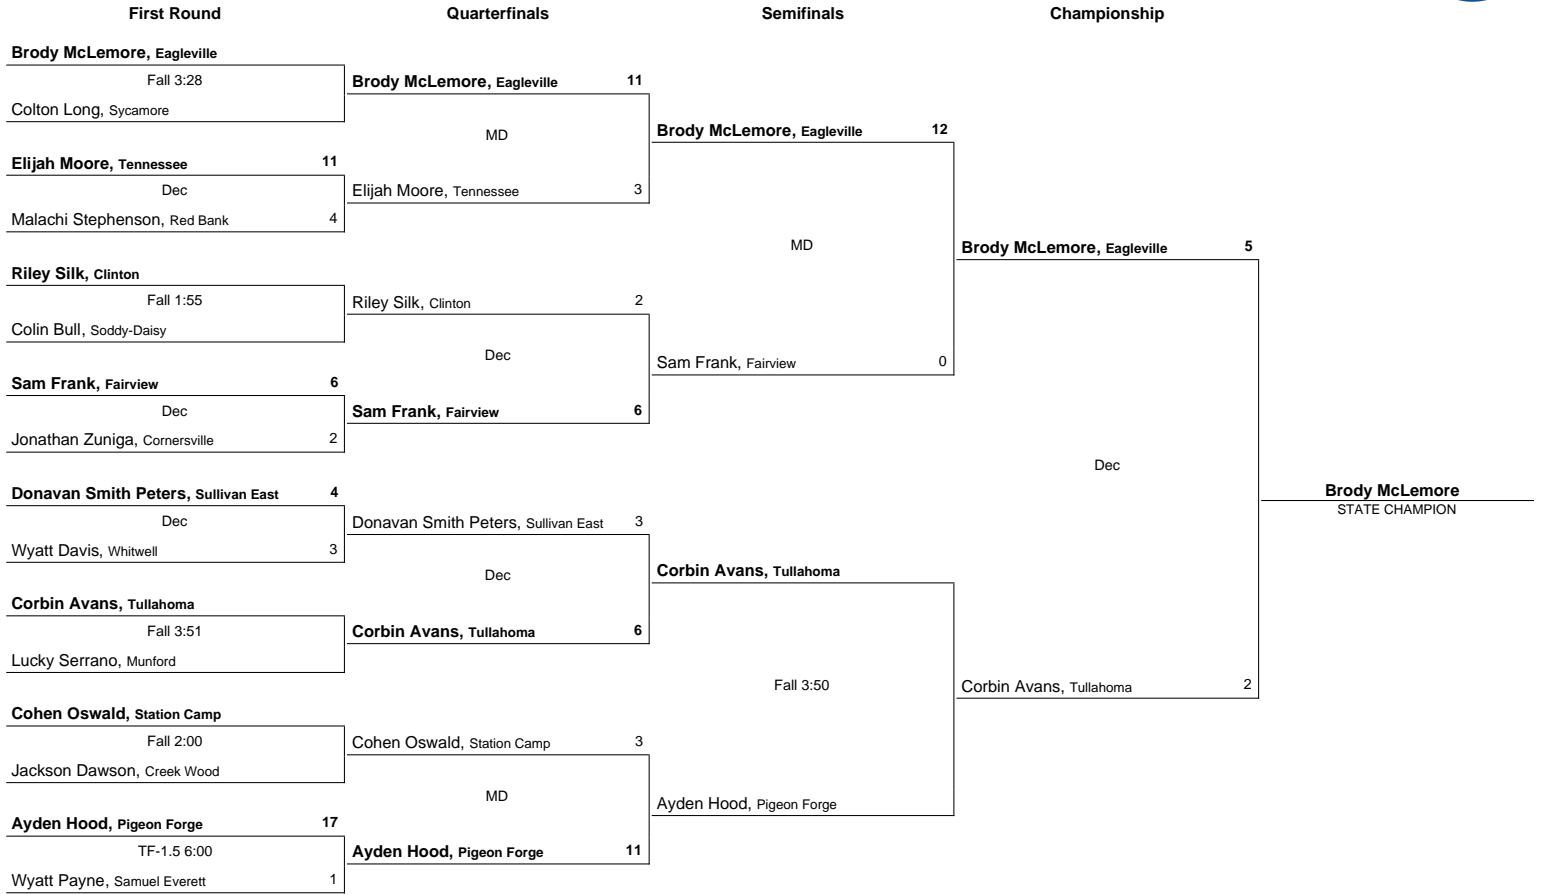 First Round
Quarterfinals
Semifinals
Championship
Brody McLemore, Eagleville
Fall 3:28
Colton Long, Sycamore
Elijah Moore, Tennessee 11
Dec
Malachi Stephenson, Red Bank 4
Riley Silk, Clinton
Fall 1:55
Colin Bull, Soddy-Daisy
Sam Frank, Fairview 6
Dec
Jonathan Zuniga, Cornersville 2
Donavan Smith Peters, Sullivan East 4
Dec
Wyatt Davis, Whitwell 3
Corbin Avans, Tullahoma
Fall 3:51
Lucky Serrano, Munford
Cohen Oswald, Station Camp
Fall 2:00
Jackson Dawson, Creek Wood
Ayden Hood, Pigeon Forge 17
TF-1.5 6:00
Wyatt Payne, Samuel Everett 1
Brody McLemore, Eagleville 11
MD
Elijah Moore, Tennessee 3
Riley Silk, Clinton 2
Dec
Sam Frank, Fairview 6
Donavan Smith Peters, Sullivan East 3
Dec
Corbin Avans, Tullahoma 6
Cohen Oswald, Station Camp 3
MD
Ayden Hood, Pigeon Forge 11
Brody McLemore, Eagleville 12
MD
Sam Frank, Fairview 0
Corbin Avans, Tullahoma
Fall 3:50
Ayden Hood, Pigeon Forge
Brody McLemore, Eagleville 5
Dec
Corbin Avans, Tullahoma 2
Brody McLemore
STATE CHAMPION